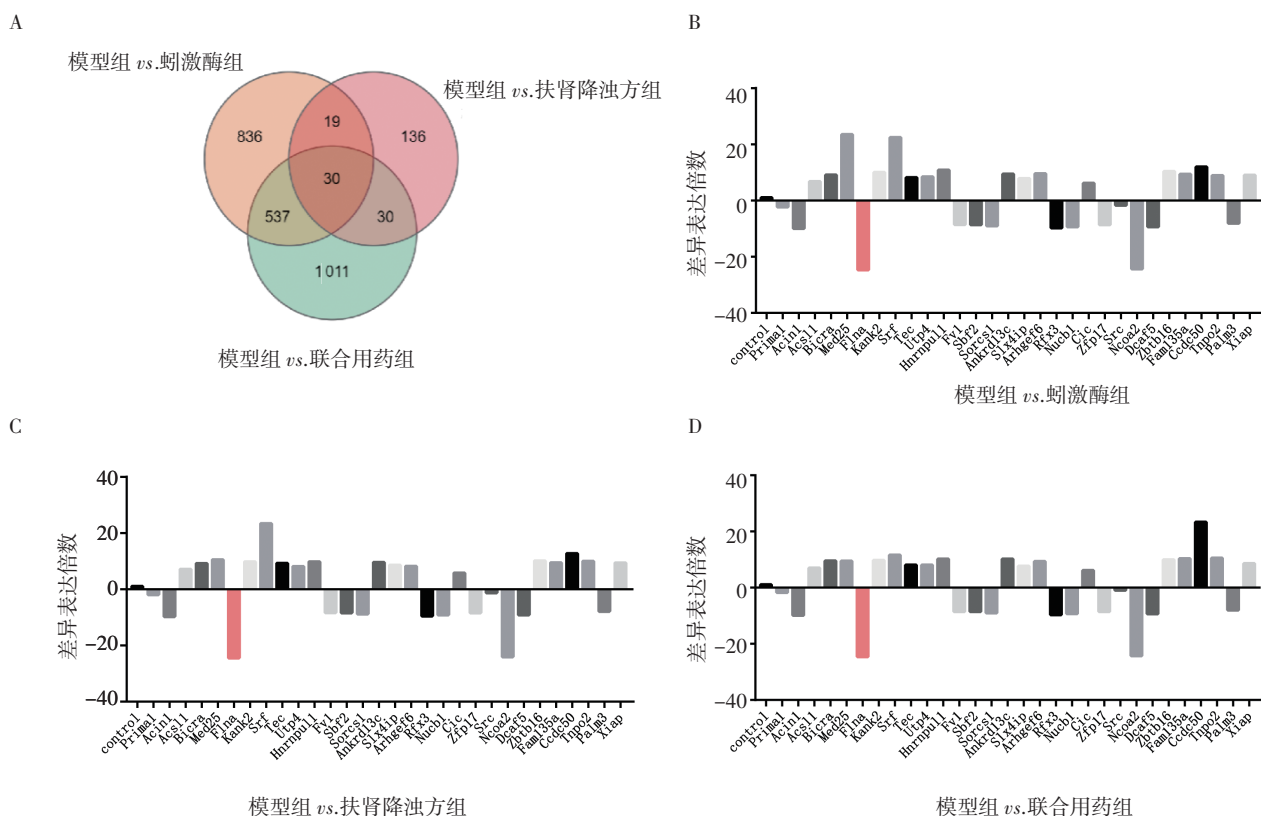 A
模型组 vs.蚓激酶组
模型组 vs.扶肾降浊方组
836
19
136
30
537
30
1011
模型组 vs.联合用药组
B
差异表达倍数
40
20
0
−20
−40
control
Prima1
Acin1
Acsl1
Bicra
Med25
Flna
Kank2
Srf
Tec
Utp4
Hnrnpul1
Fyl
Sbf2
Sorcs1
Ankrd13c
Slx4ip
Arhgef6
Rfx3
Nucb1
Cic
Zfp17
Src
Ncoa2
Dcaf5
Zbtb16
Fam135a
Ccdc50
Tnpo2
Palm3
Xiap
模型组 vs.蚓激酶组
C
差异表达倍数
40
20
0
−20
−40
control
Prima1
Acin1
Acsl1
Bicra
Med25
Flna
Kank2
Srf
Tec
Utp4
Hnrnpul1
Fyl
Sbf2
Sorcs1
Ankrd13c
Slx4ip
Arhgef6
Rfx3
Nucb1
Cic
Zfp17
Src
Ncoa2
Dcaf5
Zbtb16
Fam135a
Ccdc50
Tnpo2
Palm3
Xiap
模型组 vs.扶肾降浊方组
D
差异表达倍数
40
20
0
−20
−40
control
Prima1
Acin1
Acsl1
Bicra
Med25
Flna
Kank2
Srf
Tec
Utp4
Hnrnpul1
Fyl
Sbf2
Sorcs1
Ankrd13c
Slx4ip
Arhgef6
Rfx3
Nucb1
Cic
Zfp17
Src
Ncoa2
Dcaf5
Zbtb16
Fam135a
Ccdc50
Tnpo2
Palm3
Xiap
模型组 vs.联合用药组